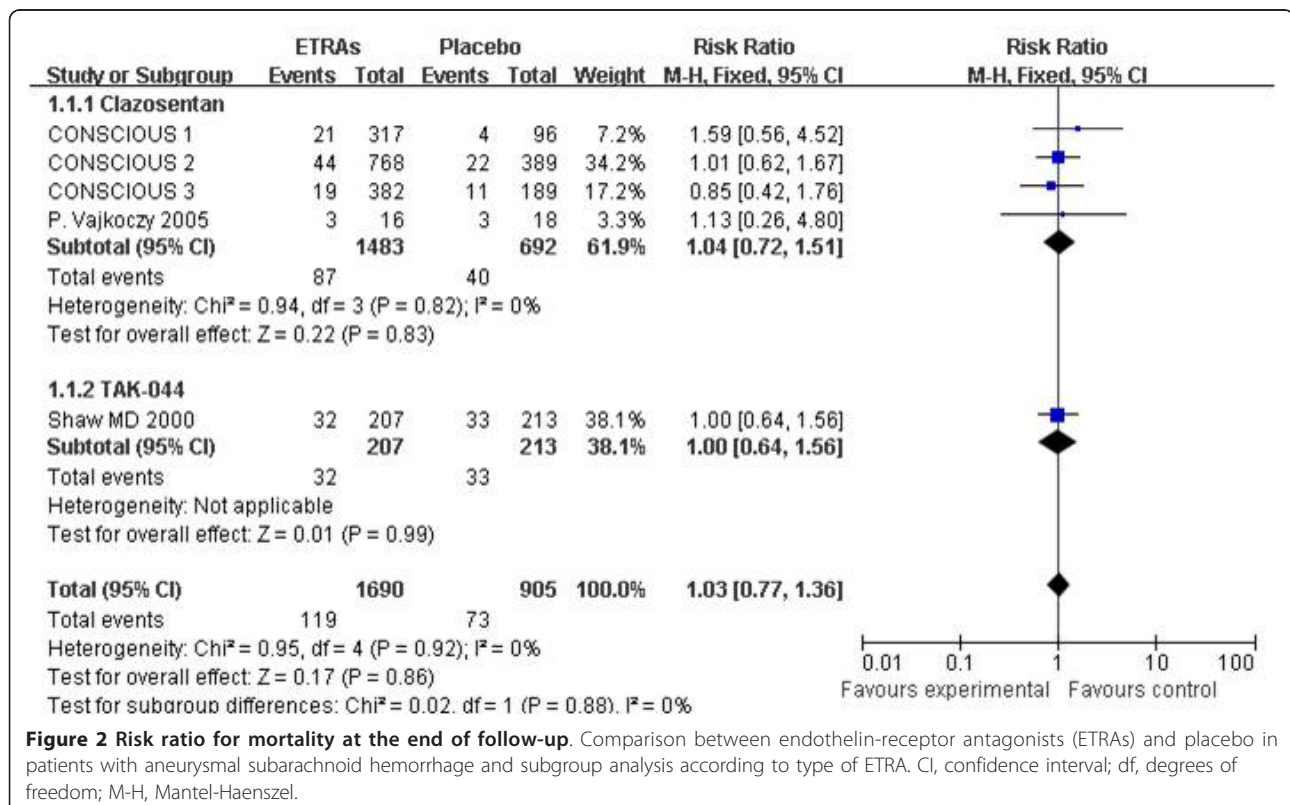 ETRAs Placebo Risk Ratio Risk Ratio
Study or Subgroup Events Total Events Total Weight M-H, Fixed, 95% CI M-H, Fixed, 95% CI
1.1.1 Clazosentan
CONSCIOUS 1 21 317 4 96 7.2% 1.59 [0.56, 4.52]
CONSCIOUS 2 44 768 22 389 34.2% 1.01 [0.62, 1.67]
CONSCIOUS 3 19 382 11 189 17.2% 0.85 [0.42, 1.76]
P. Vajkoczy 2005 3 16 3 18 3.3% 1.13 [0.26, 4.80]
Subtotal (95% CI) 1483 692 61.9% 1.04 [0.72, 1.51]
Total events 87 40
Heterogeneity: Chi² = 0.94, df = 3 (P = 0.82); I² = 0%
Test for overall effect: Z = 0.22 (P = 0.83)
1.1.2 TAK-044
Shaw MD 2000 32 207 33 213 38.1% 1.00 [0.64, 1.56]
Subtotal (95% CI) 207 213 38.1% 1.00 [0.64, 1.56]
Total events 32 33
Heterogeneity: Not applicable
Test for overall effect: Z = 0.01 (P = 0.99)
Total (95% CI) 1690 905 100.0% 1.03 [0.77, 1.36]
Total events 119 73
Heterogeneity: Chi² = 0.95, df = 4 (P = 0.92); I² = 0%
Test for overall effect: Z = 0.17 (P = 0.86)
Test for subgroup differences: Chi² = 0.02. df = 1 (P = 0.88). I² = 0%
0.01 0.1 1 10 100
Favours experimental Favours control
Figure 2 Risk ratio for mortality at the end of follow-up. Comparison between endothelin-receptor antagonists (ETRAs) and placebo in
patients with aneurysmal subarachnoid hemorrhage and subgroup analysis according to type of ETRA. CI, confidence interval; df, degrees of
freedom; M-H, Mantel-Haenszel.